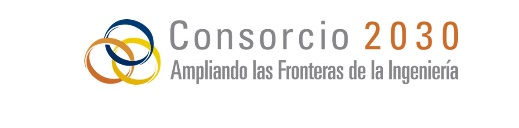 Consorcio 2030
Ampliando las Fronteras de la Ingeniería